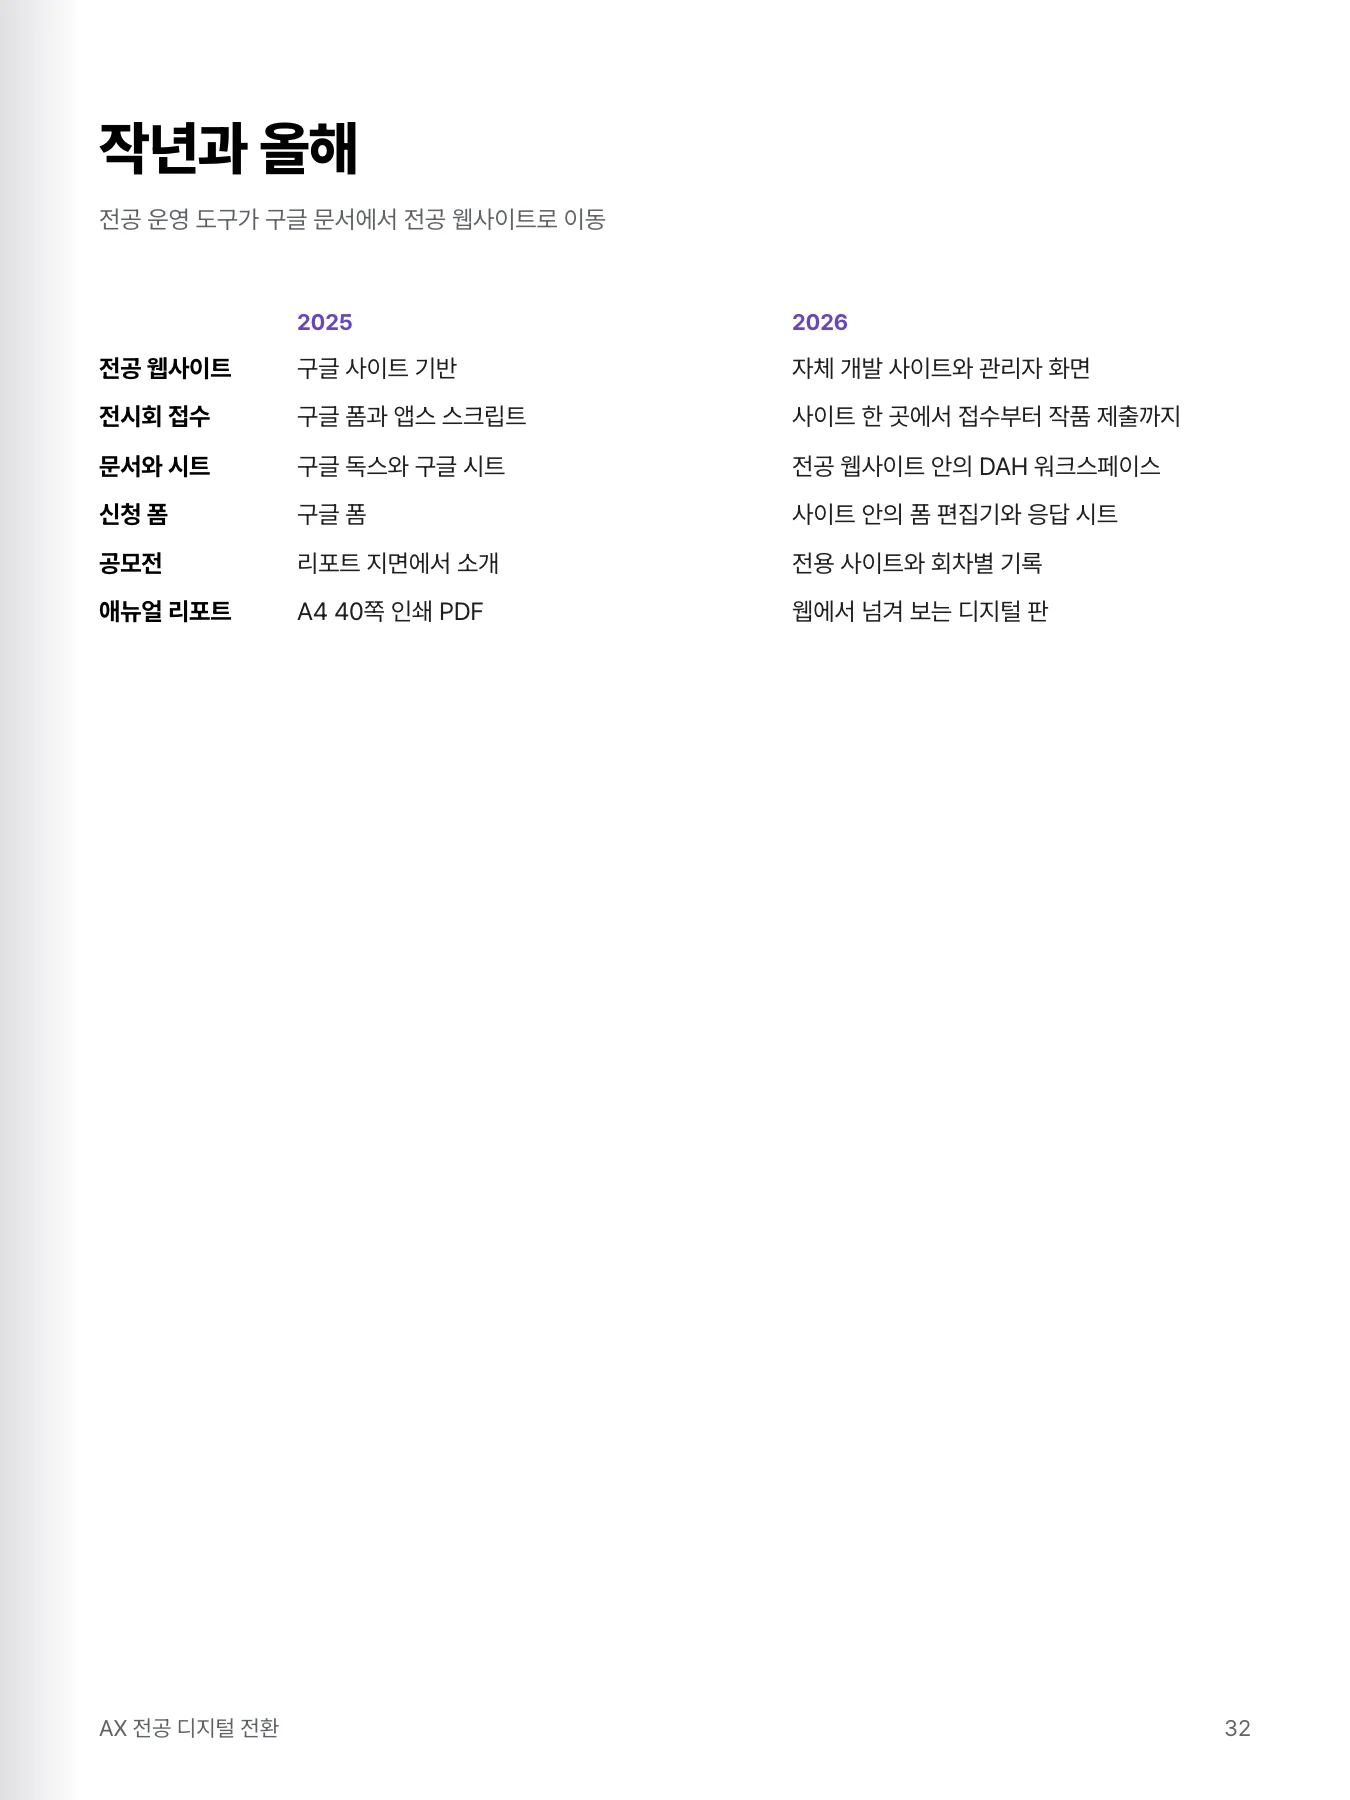 작년과 올해
전공 운영 도구가 구글 문서에서 전공 웹사이트로 이동
2025 2026
전공 웹사이트 구글 사이트 기반 자체 개발 사이트와 관리자 화면
전시회 접수 구글 폼과 앱스 스크립트 사이트 한 곳에서 접수부터 작품 제출까지
문서와 시트 구글 독스와 구글 시트 전공 웹사이트 안의 DAH 워크스페이스
신청 폼 구글 폼 사이트 안의 폼 편집기와 응답 시트
공모전 리포트 지면에서 소개 전용 사이트와 회차별 기록
애뉴얼 리포트 A4 40쪽 인쇄 PDF 웹에서 넘겨 보는 디지털 판
AX 전공 디지털 전환 32